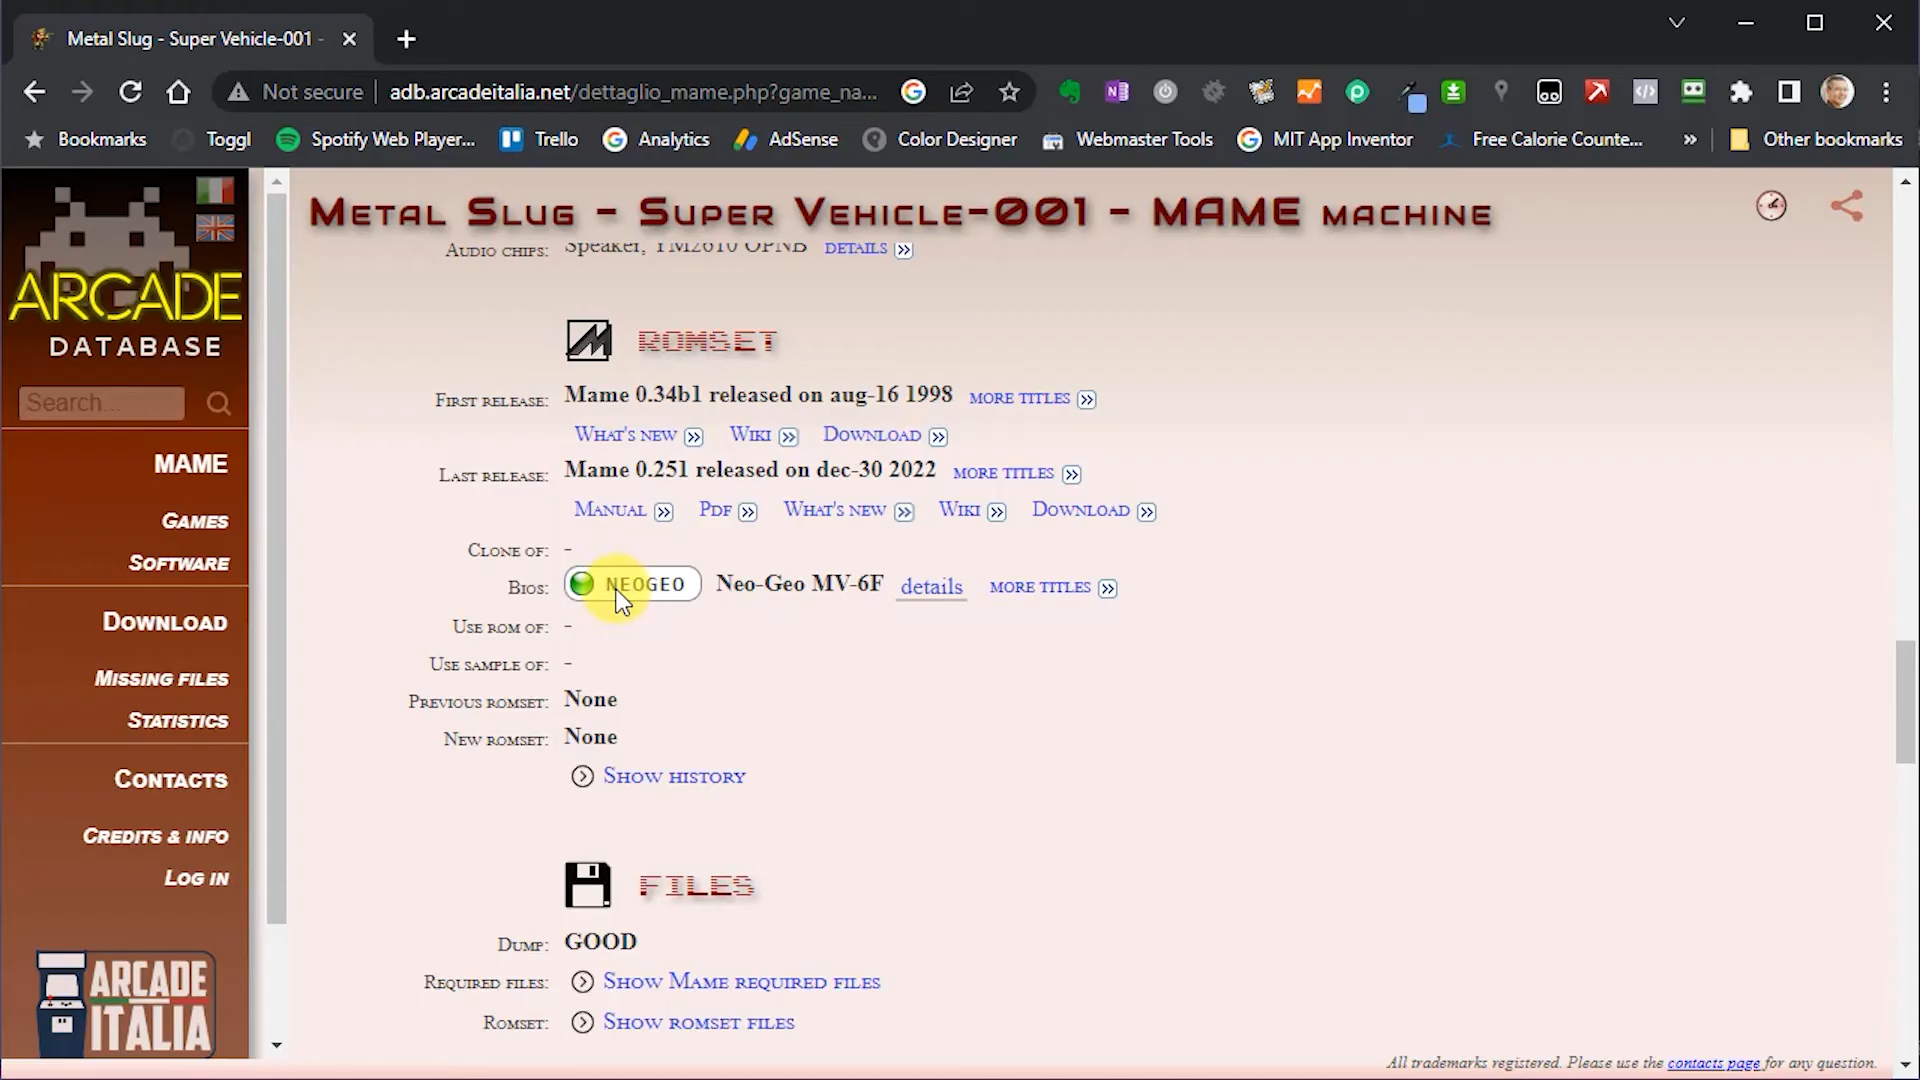 Metal Slug - Super Vehicle-001 -
Not secure
adb.arcadeitalia.net/dettaglio_mame.php?game_na...
Bookmarks
Toggl
Spotify Web Player...
Trello
Analytics
AdSense
Color Designer
Webmaster Tools
MIT App Inventor
Free Calorie Counte...
»
Other bookmarks
ARCADE
DATABASE
Search...
MAME
Games
Software
Download
Missing files
Statistics
Contacts
Credits & info
Log in
ARCADE
ITALIA
Metal Slug - Super Vehicle-001 - MAME machine
Audio chips: Speaker, YM2610 OPNB details
ROMSET
First release: Mame 0.34b1 released on aug-16 1998 more titles
What's new Wiki Download
Last release: Mame 0.251 released on dec-30 2022 more titles
Manual Pdf What's new Wiki Download
Clone of: -
Bios: NEOGEO Neo-Geo MV-6F details more titles
Use rom of: -
Use sample of: -
Previous romset: None
New romset: None
Show history
FILES
Dump: GOOD
Required files: Show Mame required files
Romset: Show romset files
All trademarks registered. Please use the contacts page for any question.